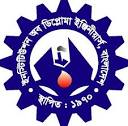 ইনস্টিটিউশন অব ডিপ্লোমা ইঞ্জিনীয়ার্স, বাংলাদেশ
স্থাপিত : ১৯৭০